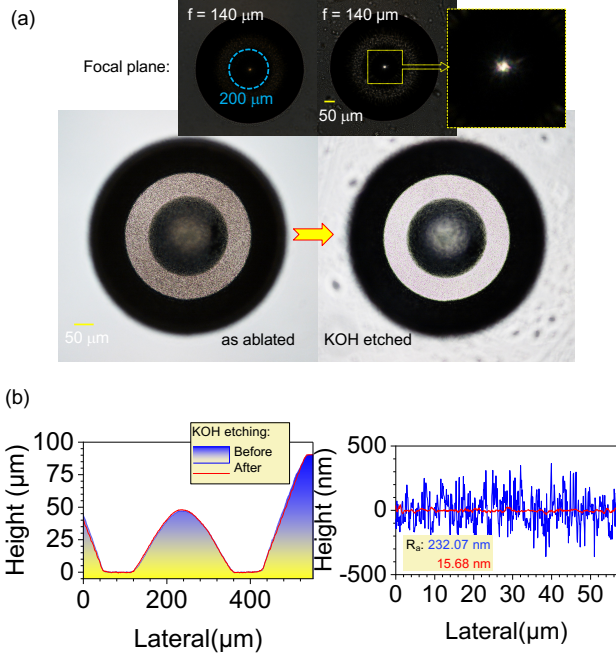 (a)
f = 140 μm
f = 140 μm
Focal plane:
200 μm
50 μm
50 μm
as ablated
KOH etched
(b)
KOH etching:
Before
After
Height (μm)
100
75
50
25
0
0 200 400
Lateral(μm)
Height (nm)
500
0
-500
Ra: 232.07 nm
15.68 nm
0 10 20 30 40 50
Lateral(μm)